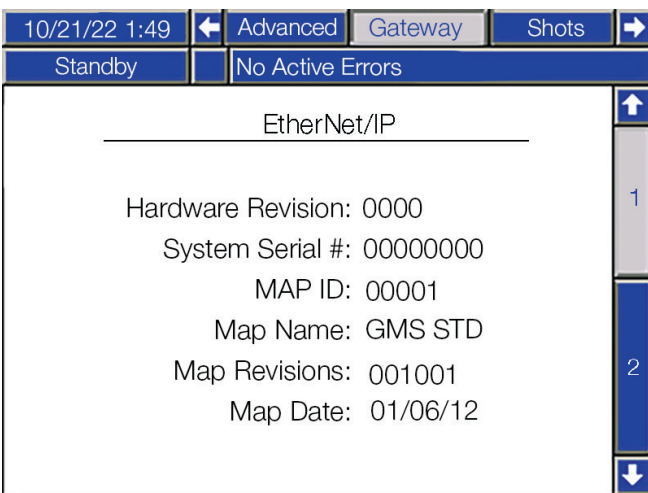 10/21/22 1:49 Advanced Gateway Shots
Standby No Active Errors
EtherNet/IP
1
Hardware Revision: 0000
System Serial #: 00000000
MAP ID: 00001
Map Name: GMS STD
Map Revisions: 001001
2
Map Date: 01/06/12